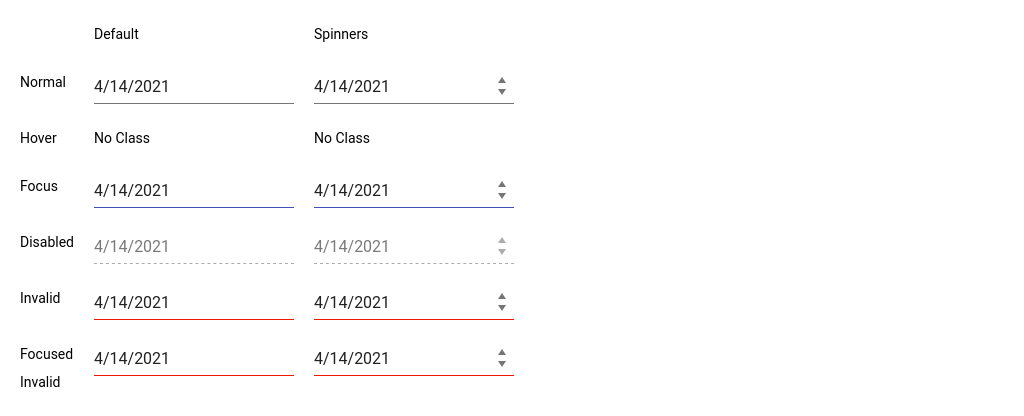 Default Spinners
Normal 4/14/2021 4/14/2021
Hover No Class No Class
Focus 4/14/2021 4/14/2021
Disabled 4/14/2021 4/14/2021
Invalid 4/14/2021 4/14/2021
Focused 4/14/2021 4/14/2021
Invalid